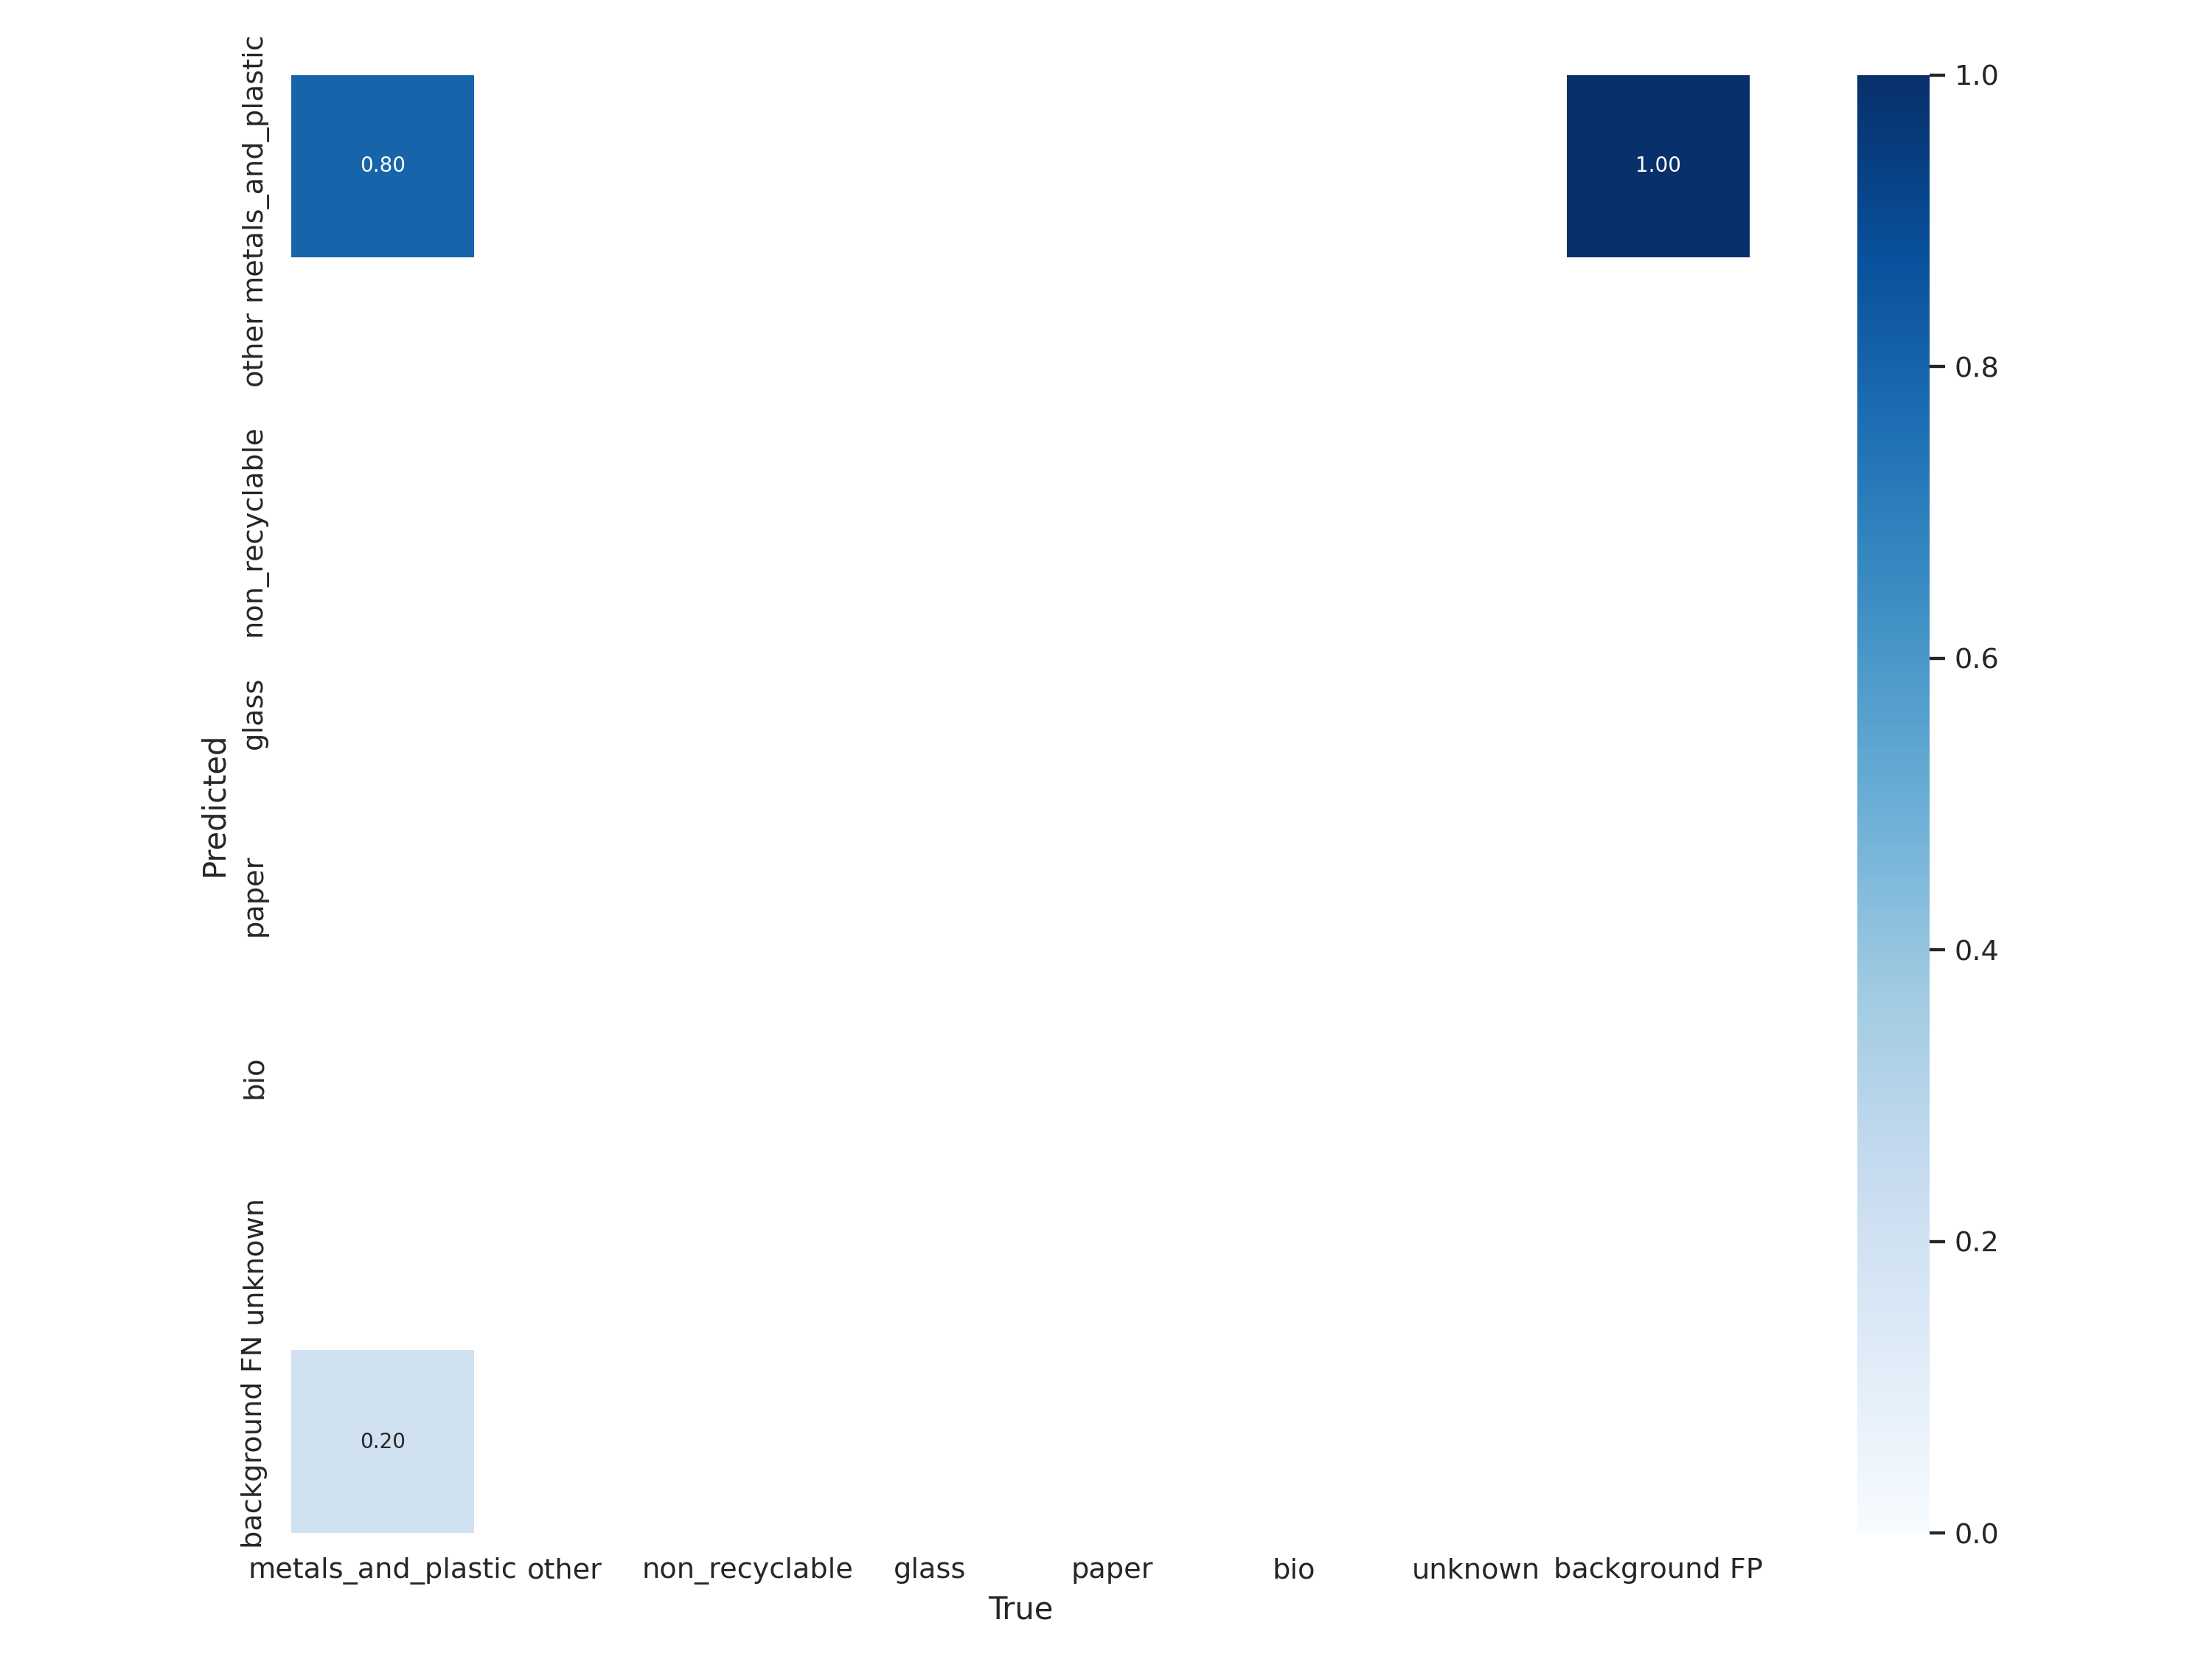 other metals_and_plastic
non_recyclable
glass
paper
bio
background FN unknown
Predicted
0.80
1.00
0.20
metals_and_plastic other non_recyclable glass paper bio unknown background FP
True
1.0
0.8
0.6
0.4
0.2
0.0